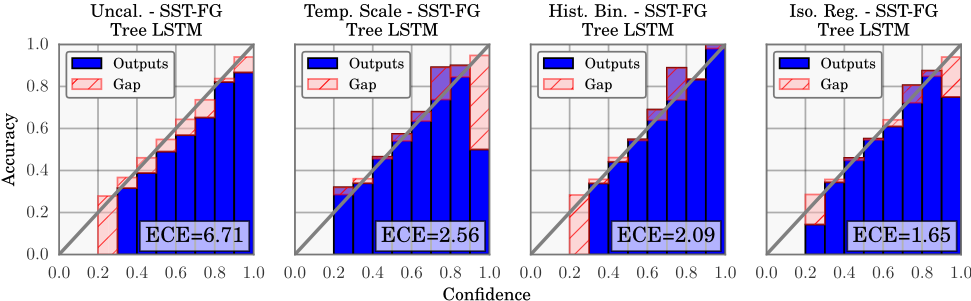 Uncal. - SST-FG
Tree LSTM
Temp. Scale - SST-FG
Tree LSTM
Hist. Bin. - SST-FG
Tree LSTM
Iso. Reg. - SST-FG
Tree LSTM
Accuracy
1.0
0.8
0.6
0.4
0.2
0.0
Outputs
Gap
ECE=6.71
0.0 0.2 0.4 0.6 0.8 1.0
Outputs
Gap
ECE=2.56
0.0 0.2 0.4 0.6 0.8 1.0
Outputs
Gap
ECE=2.09
0.0 0.2 0.4 0.6 0.8 1.0
Outputs
Gap
ECE=1.65
0.0 0.2 0.4 0.6 0.8 1.0
Confidence